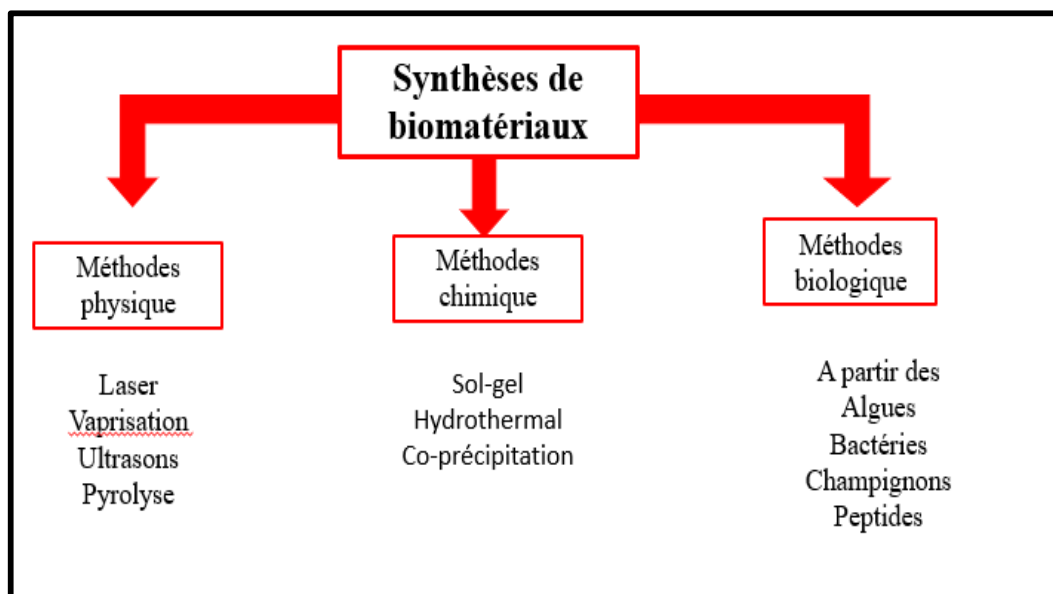 Synthèses de
biomatériaux
Méthodes
physique
Méthodes
chimique
Méthodes
biologique
Laser
Vaprisation
Ultrasons
Pyrolyse
Sol-gel
Hydrothermal
Co-précipitation
A partir des
Algues
Bactéries
Champignons
Peptides